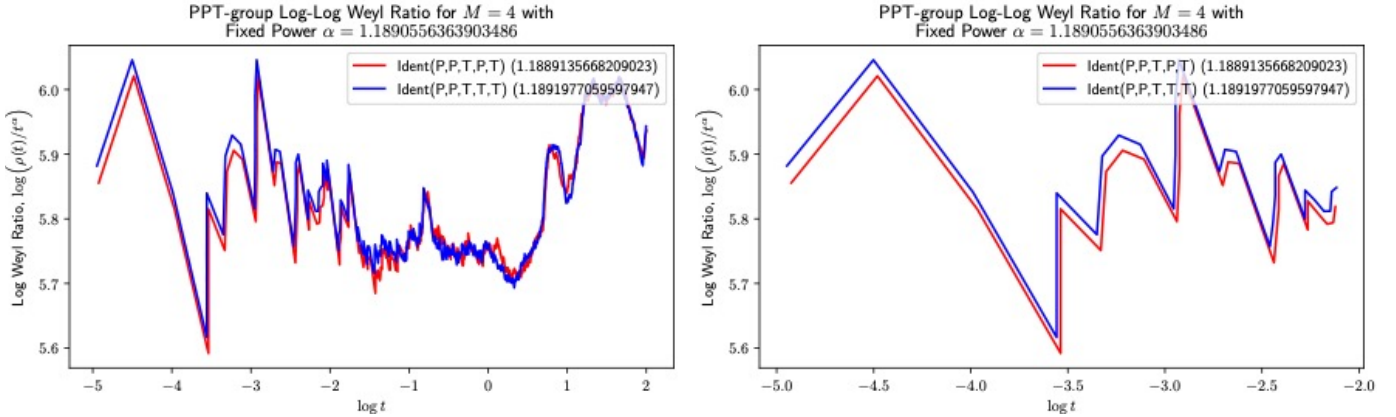 PPT-group Log-Log Weyl Ratio for M = 4 with
Fixed Power α = 1.1890556363903486
Ident(P,P,T,P,T) (1.1889135668209023)
Ident(P,P,T,T,T) (1.1891977059597947)
Log Weyl Ratio, log(ρ(t)/t^α)
6.0
5.9
5.8
5.7
5.6
−5 −4 −3 −2 −1 0 1 2
log t
PPT-group Log-Log Weyl Ratio for M = 4 with
Fixed Power α = 1.1890556363903486
Ident(P,P,T,P,T) (1.1889135668209023)
Ident(P,P,T,T,T) (1.1891977059597947)
Log Weyl Ratio, log(ρ(t)/t^α)
6.0
5.9
5.8
5.7
5.6
−5.0 −4.5 −4.0 −3.5 −3.0 −2.5 −2.0
log t